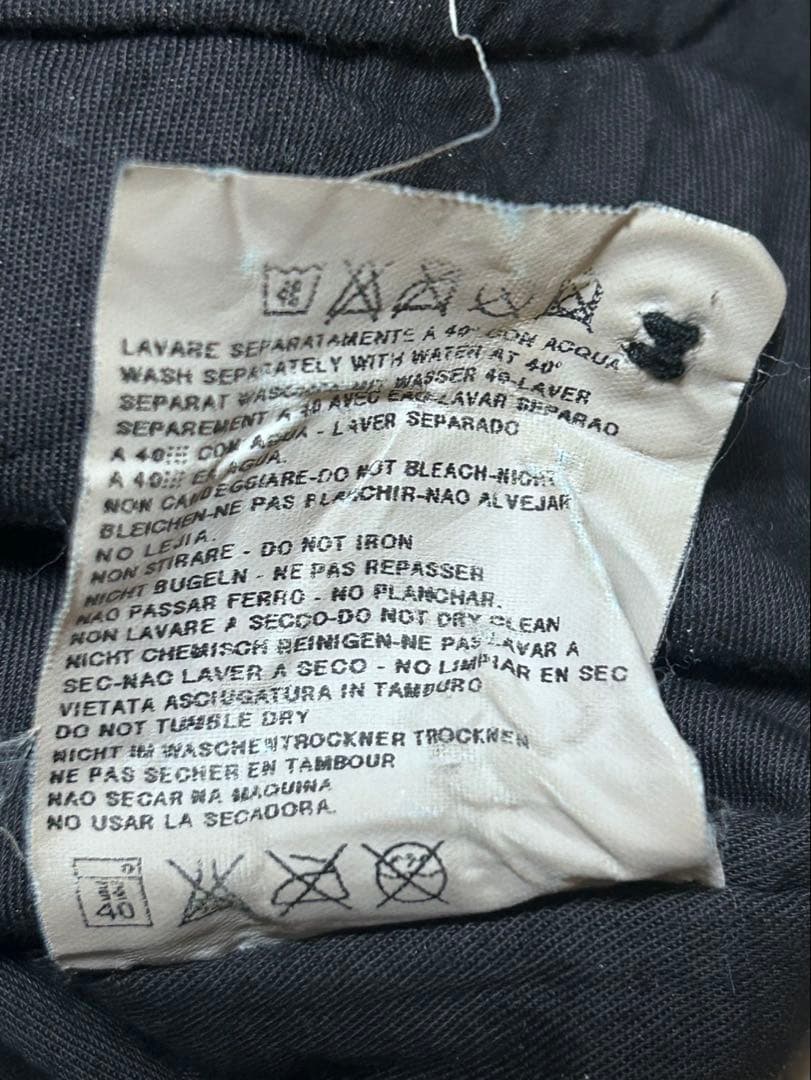 LAVARE SEPARATAMENTE A 40° CON ACQUA
WASH SEPARATELY WITH WATER AT 40°
SEPARAT WASCHEN MIT WASSER 40-LAVER
SEPAREMENT A 40 AVEC EAU-LAVAR SEPARAO
A 40 COM AGUA - LAVER SEPARADO
A 40 EN AGUA.
NON CANDEGGIARE-DO NOT BLEACH-NICHT
BLEICHEN-NE PAS BLANCHIR-NAO ALVEJAR
NO LEJIA.
NON STIRARE - DO NOT IRON
NICHT BUGELN - NE PAS REPASSER
NAO PASSAR FERRO - NO PLANCHAR.
NON LAVARE A SECCO-DO NOT DRY CLEAN
NICHT CHEMISCH REINIGEN-NE PAS LAVAR A
SEC-NAO LAVER A SECO - NO LIMPIAR EN SEC
VIETATA ASCIUGATURA IN TAMBURO
DO NOT TUMBLE DRY
NICHT IM WASCHENTROCKNER TROCKNEN
NE PAS SECHER EN TAMBOUR
NAO SECAR NA MAQUINA
NO USAR LA SECADORA.